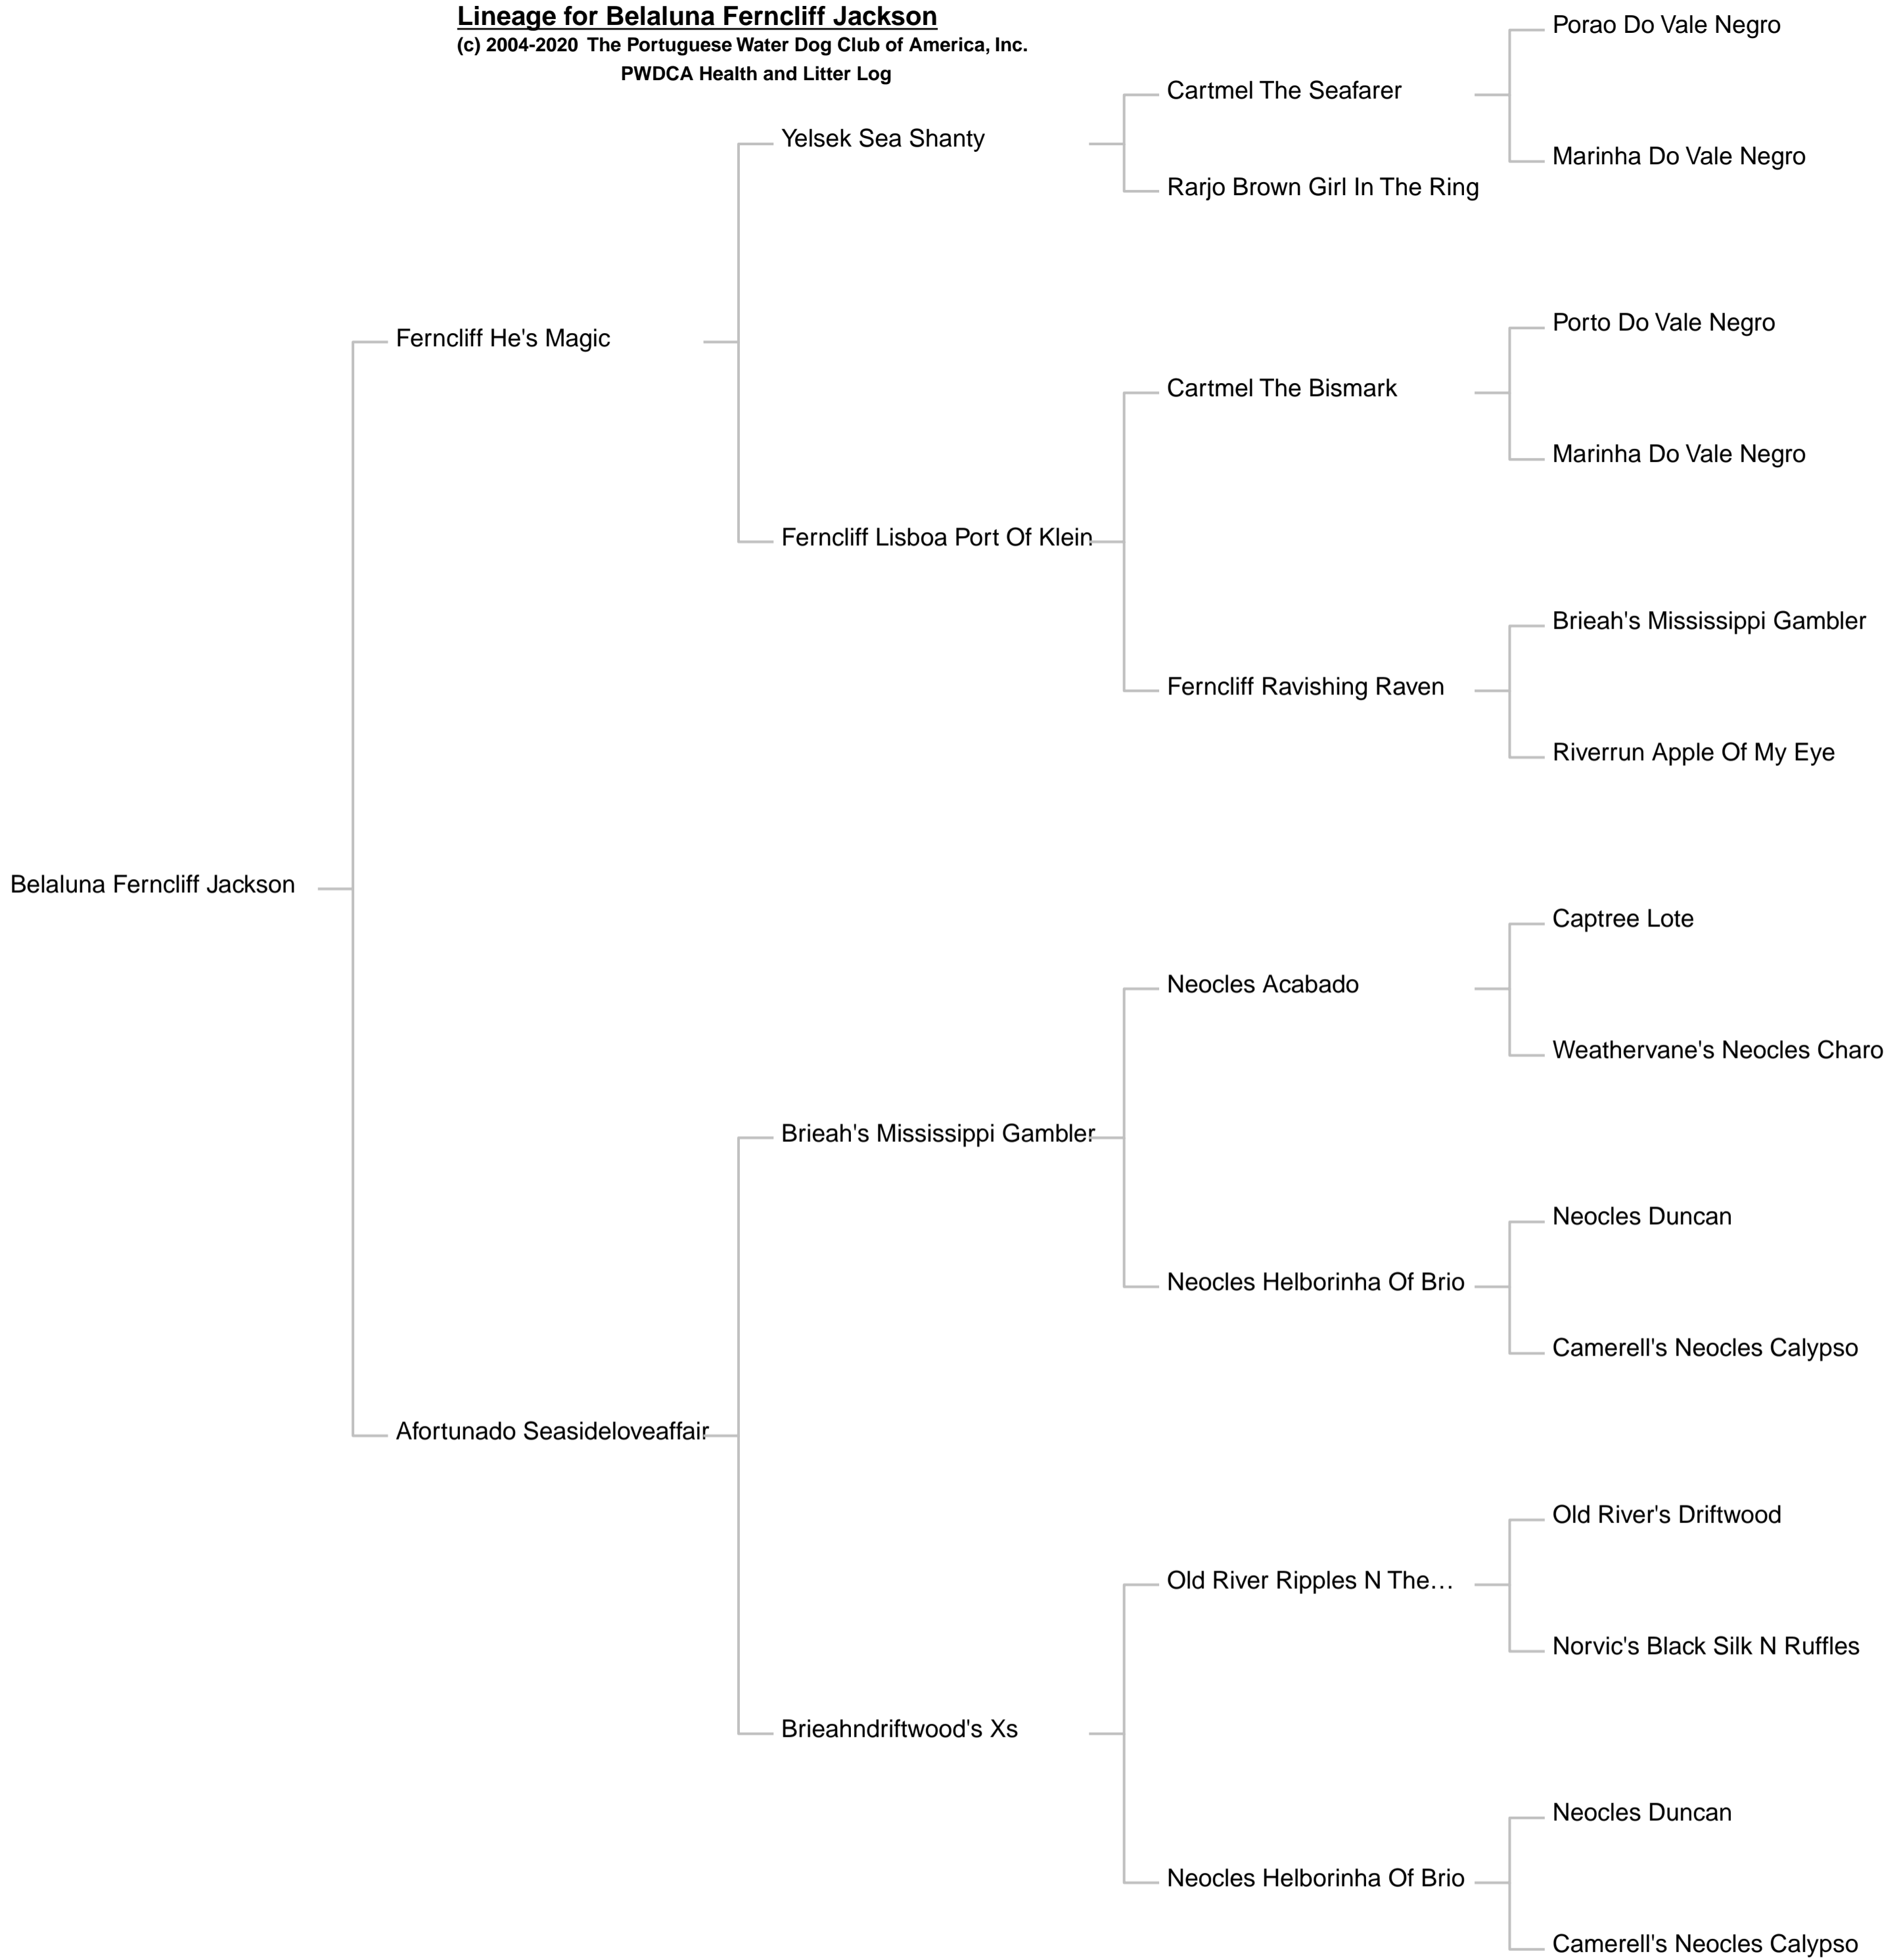 Lineage for Belaluna Ferncliff Jackson
(c) 2004-2020 The Portuguese Water Dog Club of America, Inc.
PWDCA Health and Litter Log
Porao Do Vale Negro
Cartmel The Seafarer
Yelsek Sea Shanty
Marinha Do Vale Negro
Rarjo Brown Girl In The Ring
Porto Do Vale Negro
Ferncliff He's Magic
Cartmel The Bismark
Marinha Do Vale Negro
Ferncliff Lisboa Port Of Klein
Brieah's Mississippi Gambler
Ferncliff Ravishing Raven
Riverrun Apple Of My Eye
Belaluna Ferncliff Jackson
Captree Lote
Neocles Acabado
Weathervane's Neocles Charo
Brieah's Mississippi Gambler
Neocles Duncan
Neocles Helborinha Of Brio
Camerell's Neocles Calypso
Afortunado Seasideloveaffair
Old River's Driftwood
Old River Ripples N The…
Norvic's Black Silk N Ruffles
Brieahndriftwood's Xs
Neocles Duncan
Neocles Helborinha Of Brio
Camerell's Neocles Calypso